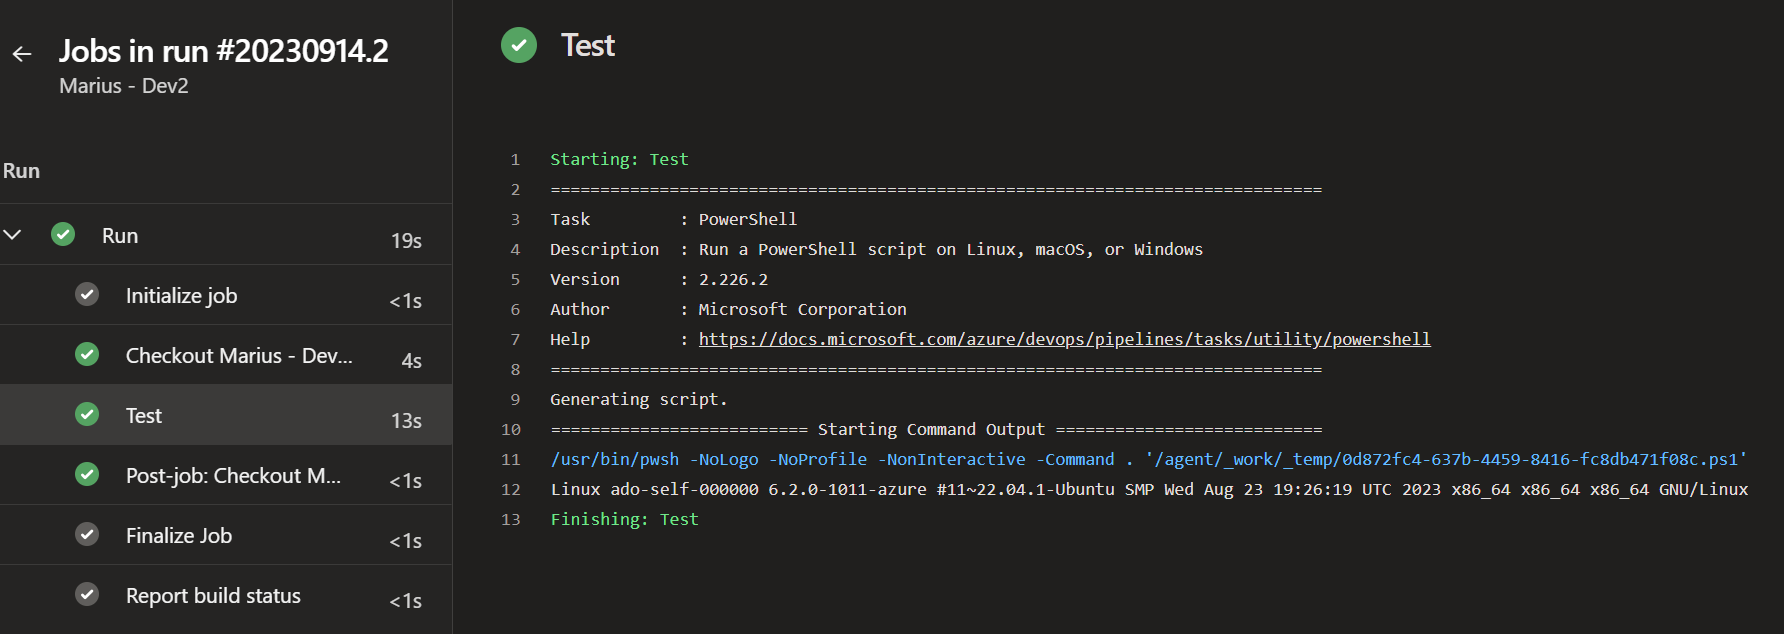 Jobs in run #20230914.2
Marius - Dev2
Run
Run 19s
Initialize job <1s
Checkout Marius - Dev... 4s
Test 13s
Post-job: Checkout M... <1s
Finalize Job <1s
Report build status <1s
Test
1 Starting: Test
2 ==============================================================================
3 Task         : PowerShell
4 Description  : Run a PowerShell script on Linux, macOS, or Windows
5 Version      : 2.226.2
6 Author       : Microsoft Corporation
7 Help         : https://docs.microsoft.com/azure/devops/pipelines/tasks/utility/powershell
8 ==============================================================================
9 Generating script.
10 ========================== Starting Command Output ===========================
11 /usr/bin/pwsh -NoLogo -NoProfile -NonInteractive -Command . '/agent/_work/_temp/0d872fc4-637b-4459-8416-fc8db471f08c.ps1'
12 Linux ado-self-000000 6.2.0-1011-azure #11~22.04.1-Ubuntu SMP Wed Aug 23 19:26:19 UTC 2023 x86_64 x86_64 x86_64 GNU/Linux
13 Finishing: Test